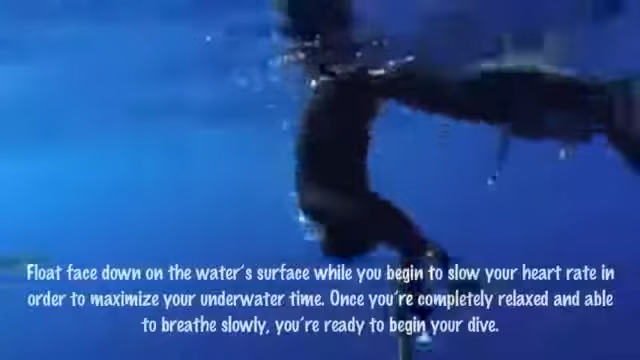 Float face down on the water's surface while you begin to slow your heart rate in
order to maximize your underwater time. Once you're completely relaxed and able
to breathe slowly, you're ready to begin your dive.